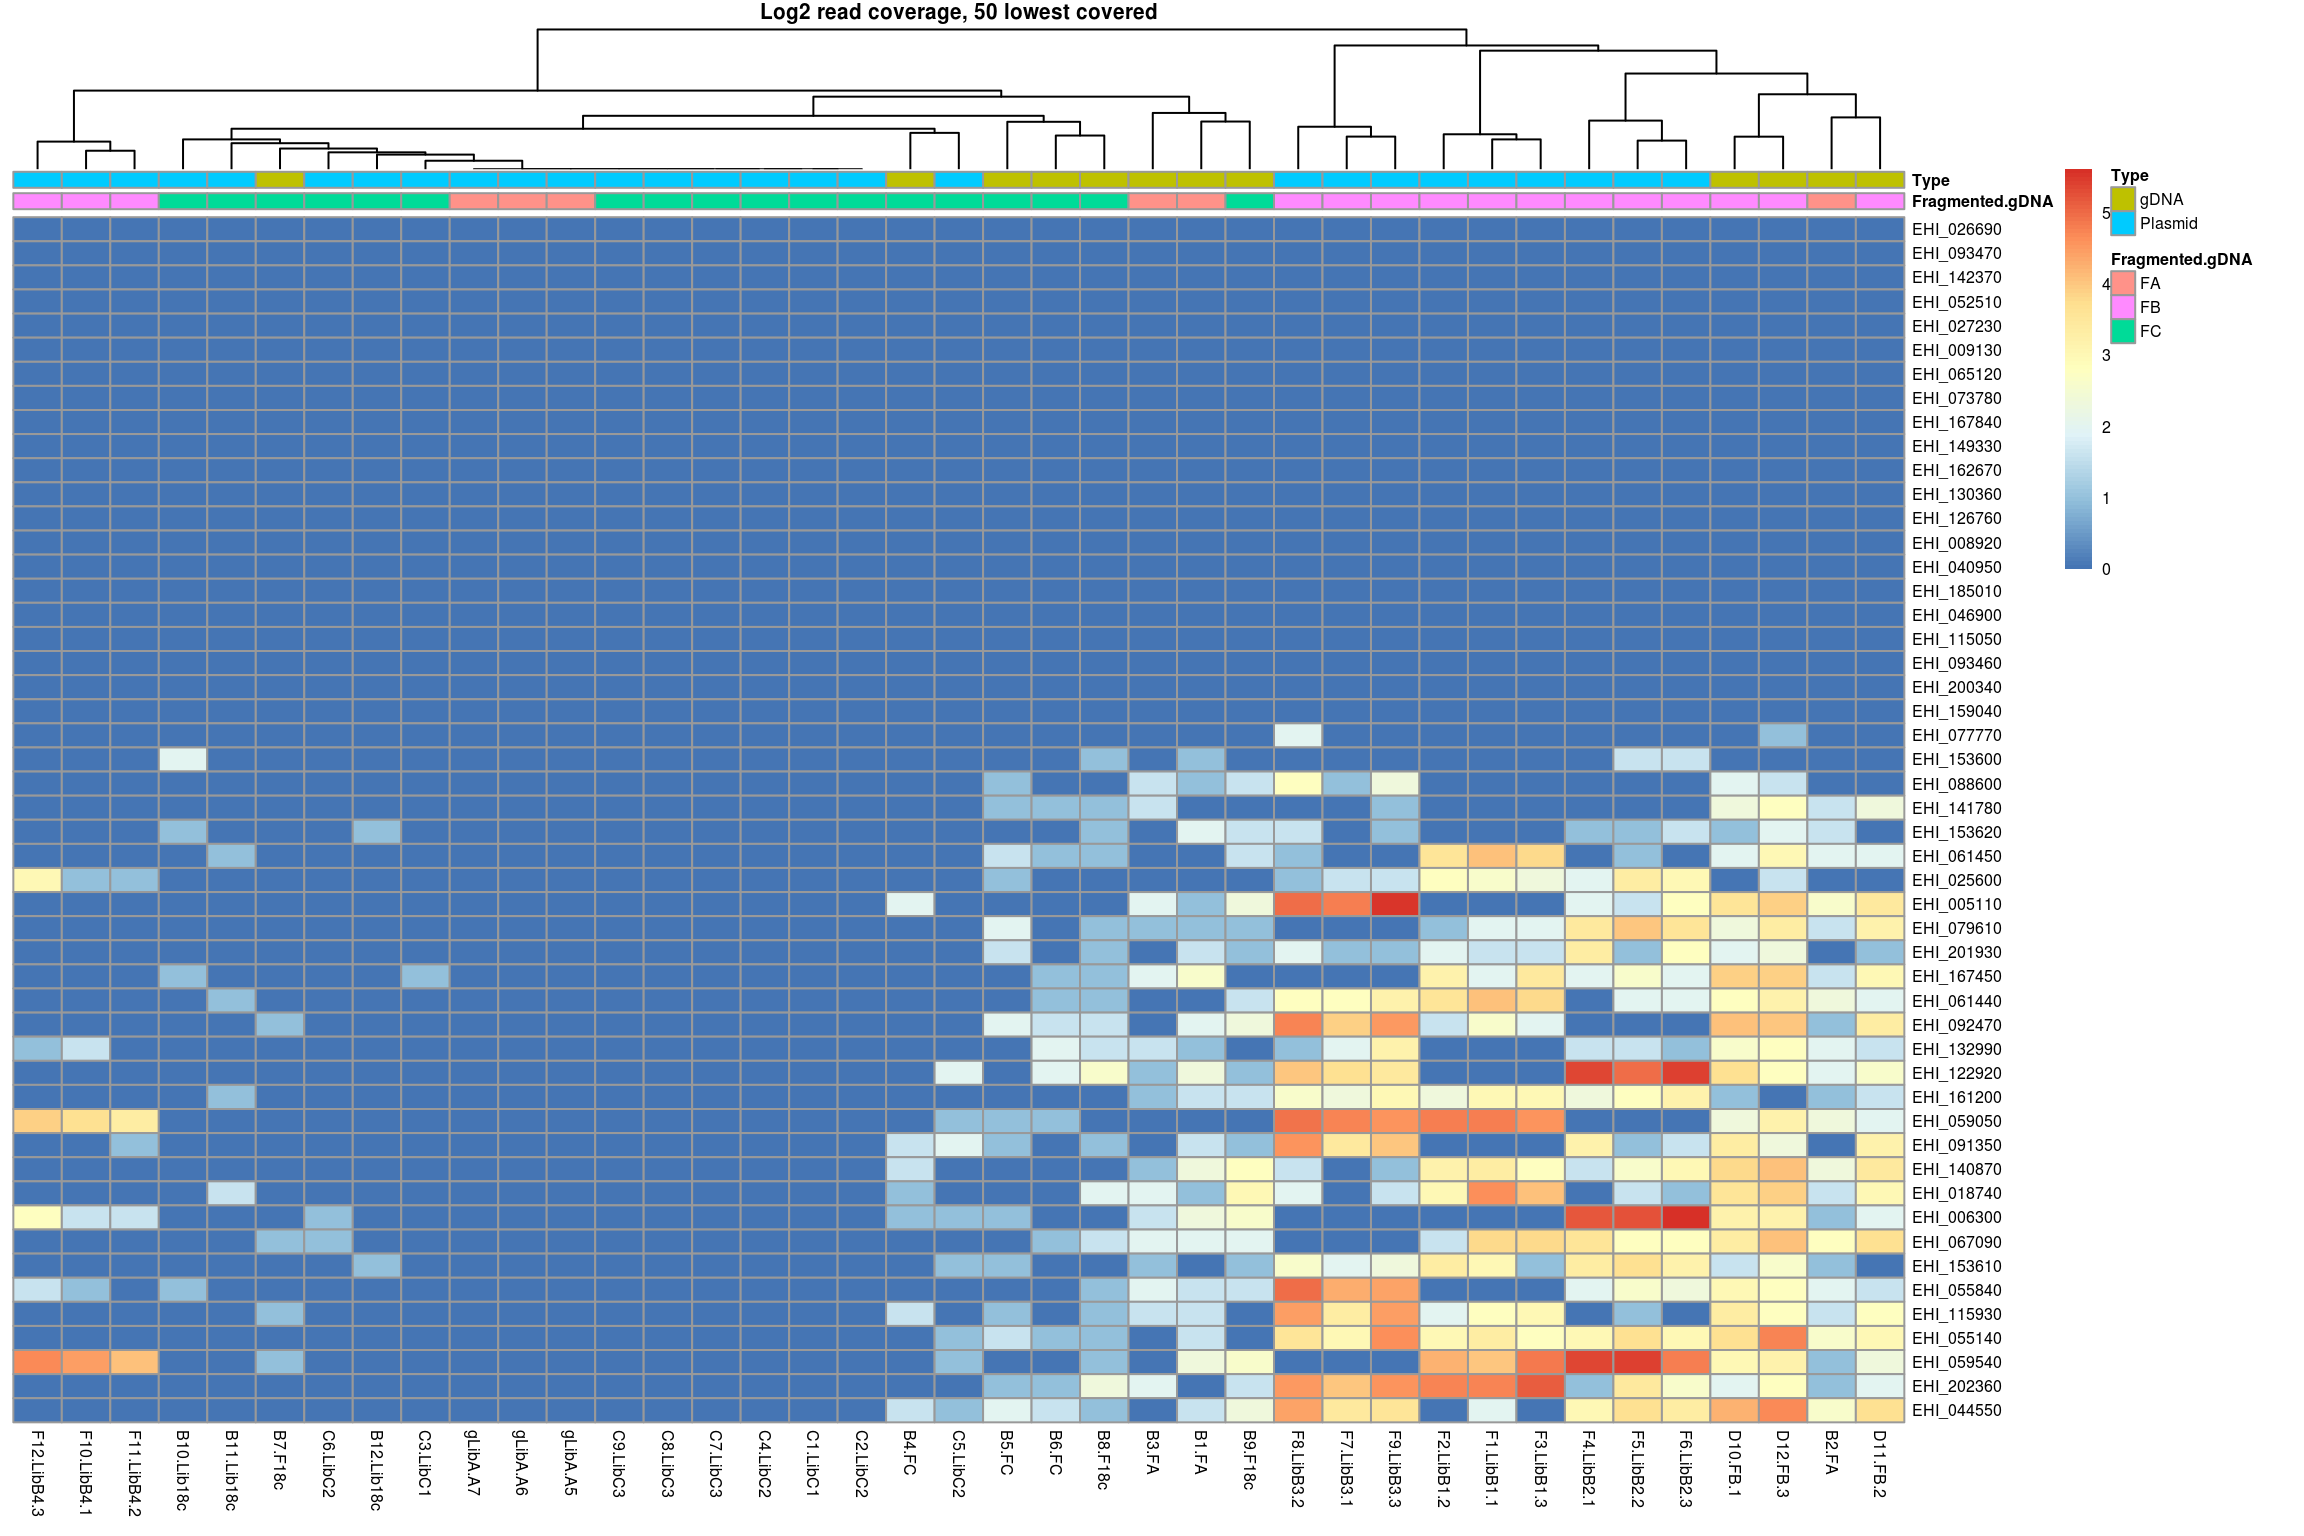 Log2 read coverage, 50 lowest covered
Type
Fragmented.gDNA
EHI_026690
EHI_093470
EHI_142370
EHI_052510
EHI_027230
EHI_009130
EHI_065120
EHI_073780
EHI_167840
EHI_149330
EHI_162670
EHI_130360
EHI_126760
EHI_008920
EHI_040950
EHI_185010
EHI_046900
EHI_115050
EHI_093460
EHI_200340
EHI_159040
EHI_077770
EHI_153600
EHI_088600
EHI_141780
EHI_153620
EHI_061450
EHI_025600
EHI_005110
EHI_079610
EHI_201930
EHI_167450
EHI_061440
EHI_092470
EHI_132990
EHI_122920
EHI_161200
EHI_059050
EHI_091350
EHI_140870
EHI_018740
EHI_006300
EHI_067090
EHI_153610
EHI_055840
EHI_115930
EHI_055140
EHI_059540
EHI_202360
EHI_044550
F12.LibB4.3
F10.LibB4.1
F11.LibB4.2
B10.Lib18c
B11.Lib18c
B7.F18c
C6.LibC2
B12.Lib18c
C3.LibC1
gLibA.A7
gLibA.A6
gLibA.A5
C9.LibC3
C8.LibC3
C7.LibC3
C4.LibC2
C1.LibC1
C2.LibC2
B4.FC
C5.LibC2
B5.FC
B6.FC
B8.F18c
B3.FA
B1.FA
B9.F18c
F8.LibB3.2
F7.LibB3.1
F9.LibB3.3
F2.LibB1.2
F1.LibB1.1
F3.LibB1.3
F4.LibB2.1
F5.LibB2.2
F6.LibB2.3
D10.FB.1
D12.FB.3
B2.FA
D11.FB.2
5
4
3
2
1
0
Type
gDNA
Plasmid
Fragmented.gDNA
FA
FB
FC